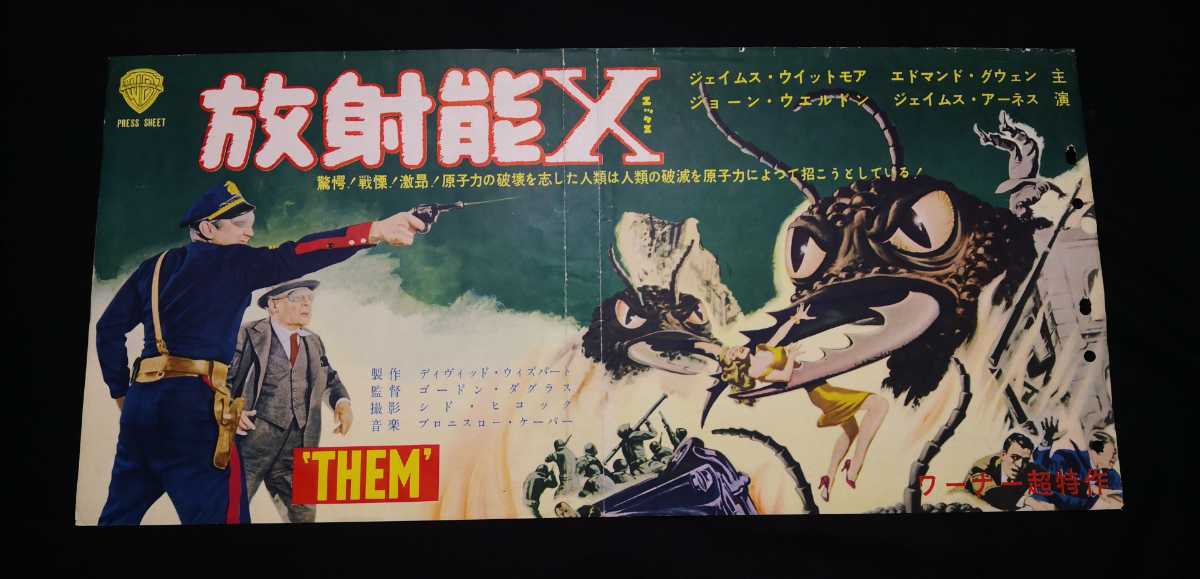 WB
PRESS SHEET
放射能X
エックス
ジェイムス・ウイットモア　エドマンド・グウェン　主
ジョーン・ウエルドン　ジェイムス・アーネス　演
驚愕！戦慄！激昂！原子力の破壊を志した人類は人類の破滅を原子力によつて招こうとしている！
製作　デイヴィッド・ウィズバート
監督　ゴードン・ダグラス
撮影　シド・ヒコック
音楽　ブロニスロー・ケーパー
'THEM'
ワーナー超特作